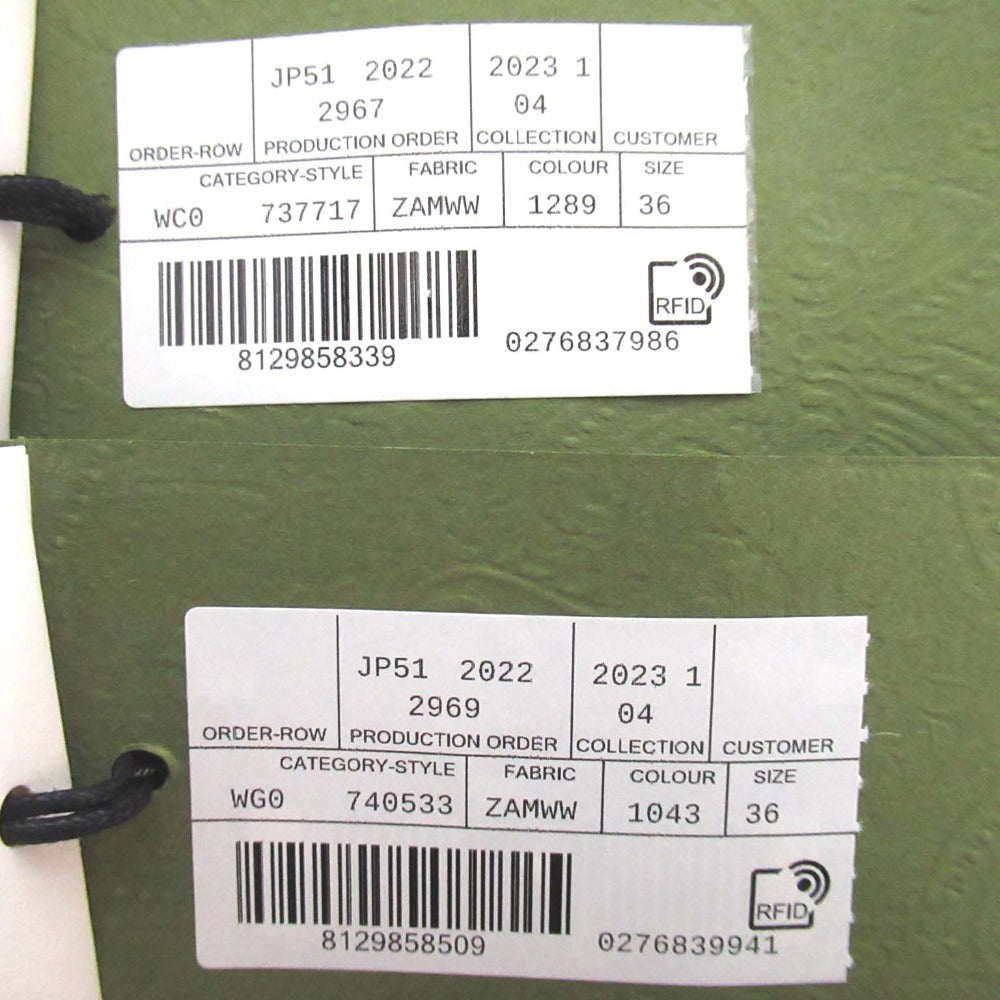 JP51 2022 2023 1
2967 04
ORDER-ROW PRODUCTION ORDER COLLECTION CUSTOMER
CATEGORY-STYLE FABRIC COLOUR SIZE
WC0 737717 ZAMWW 1289 36
RFID
8129858339 0276837986
JP51 2022 2023 1
2969 04
ORDER-ROW PRODUCTION ORDER COLLECTION CUSTOMER
CATEGORY-STYLE FABRIC COLOUR SIZE
WG0 740533 ZAMWW 1043 36
RFID
8129858509 0276839941